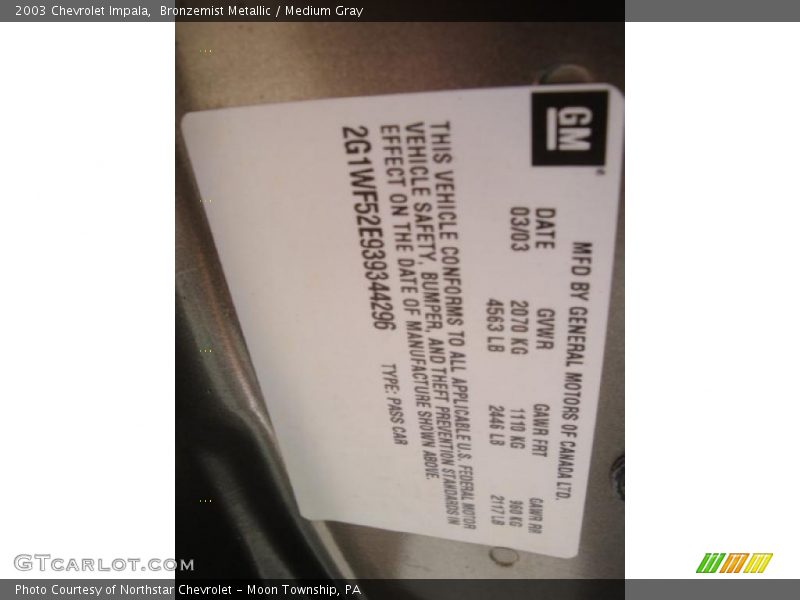 2003 Chevrolet Impala, Bronzemist Metallic / Medium Gray
GM
MFD BY GENERAL MOTORS OF CANADA LTD.
DATE GVWR GAWR FRT GAWR RR
03/03 2070 KG 1110 KG 960 KG
4563 LB 2446 LB 2117 LB
THIS VEHICLE CONFORMS TO ALL APPLICABLE U.S. FEDERAL MOTOR
VEHICLE SAFETY, BUMPER, AND THEFT PREVENTION STANDARDS IN
EFFECT ON THE DATE OF MANUFACTURE SHOWN ABOVE.
2G1WF52E939344296 TYPE: PASS CAR
GTCarLot.com
Photo Courtesy of Northstar Chevrolet - Moon Township, PA